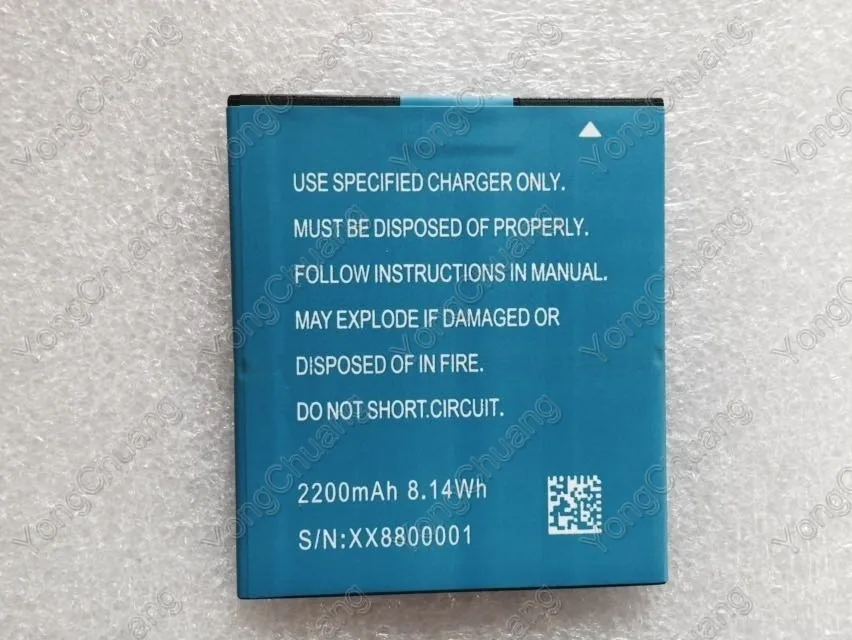 USE SPECIFIED CHARGER ONLY.
MUST BE DISPOSED OF PROPERLY.
FOLLOW INSTRUCTIONS IN MANUAL.
MAY EXPLODE IF DAMAGED OR
DISPOSED OF IN FIRE.
DO NOT SHORT.CIRCUIT.
2200mAh 8.14Wh
S/N:XX8800001
YongChuang